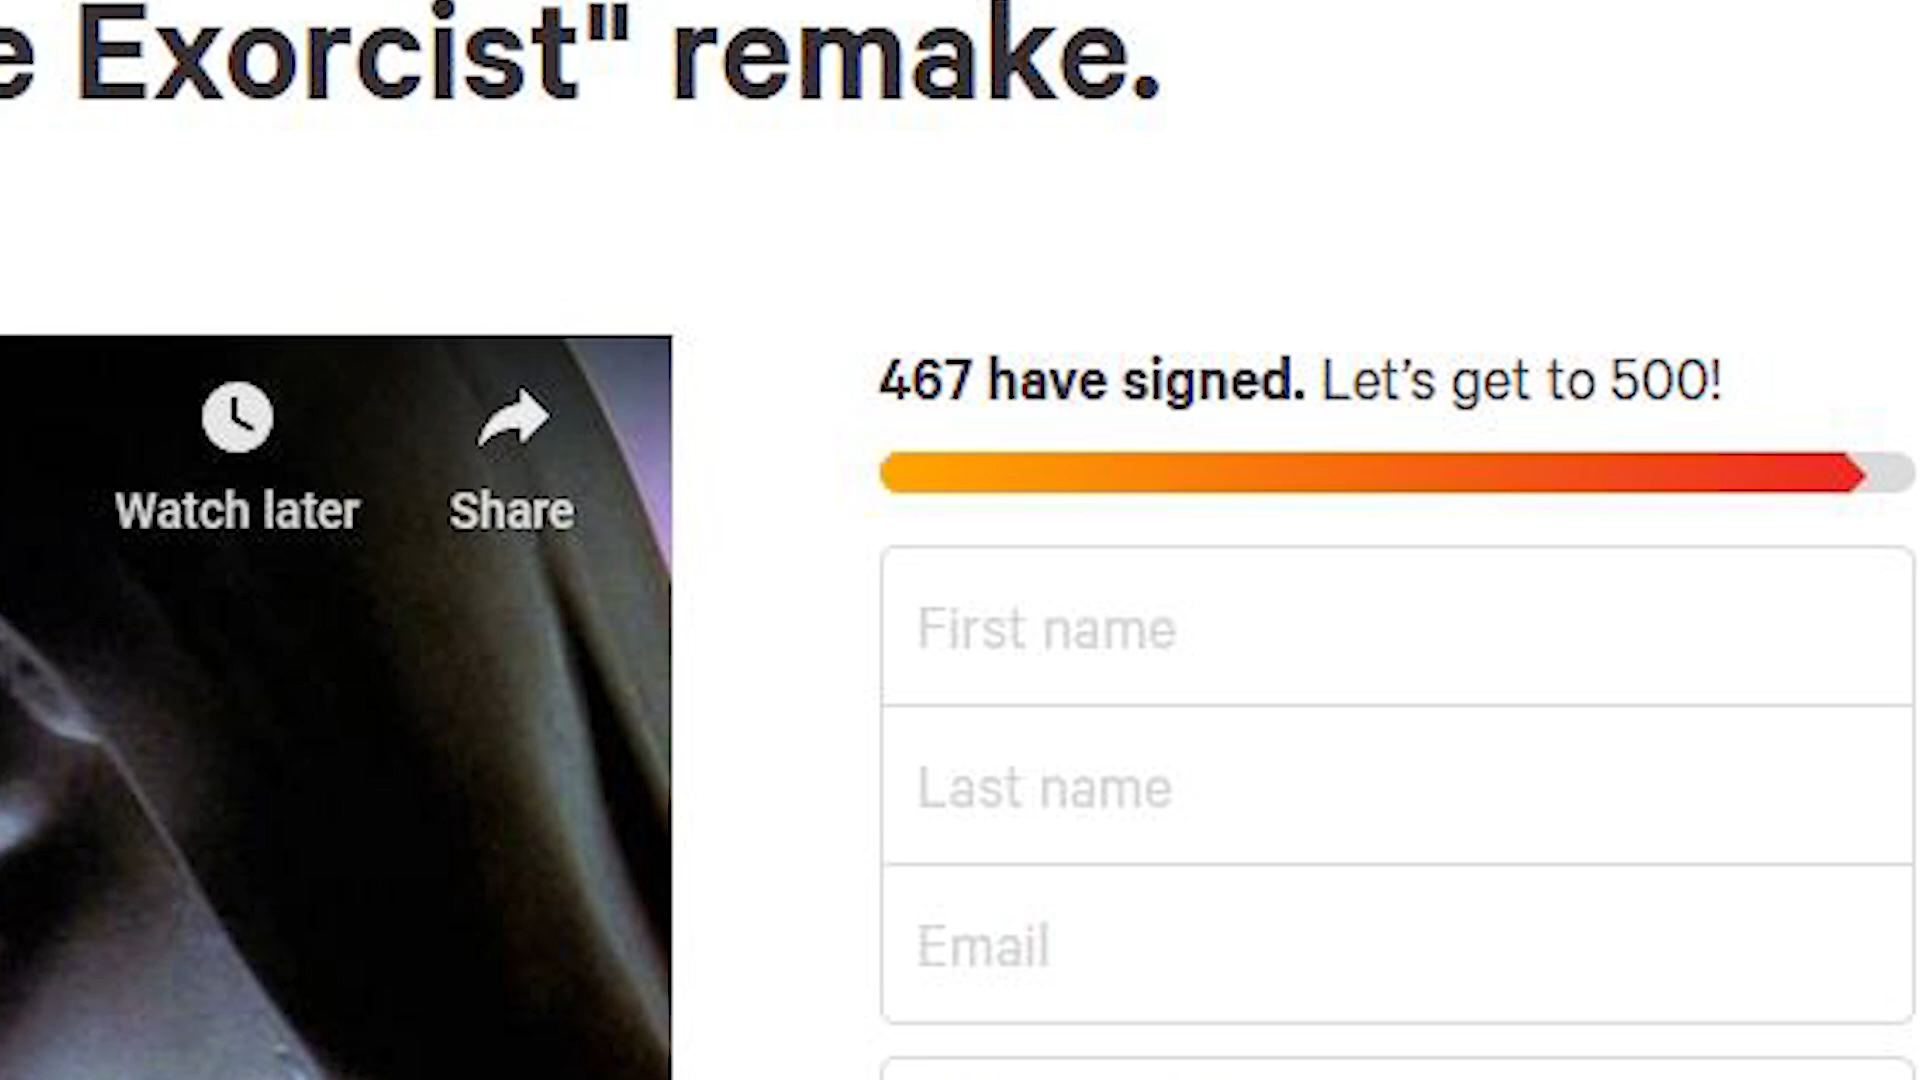 e Exorcist" remake.
467 have signed. Let’s get to 500!
Watch later
Share
First name
Last name
Email